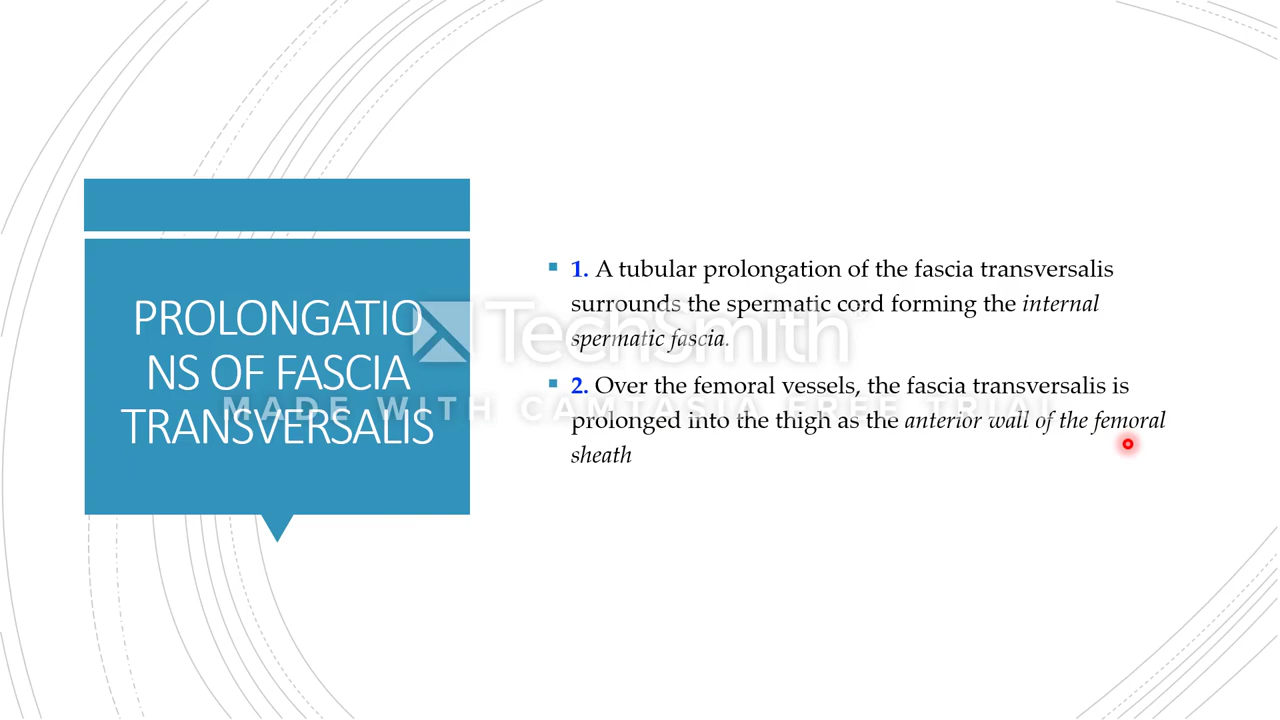 PROLONGATIO
NS OF FASCIA
TRANSVERSALIS
1. A tubular prolongation of the fascia transversalis
surrounds the spermatic cord forming the internal
spermatic fascia.
2. Over the femoral vessels, the fascia transversalis is
prolonged into the thigh as the anterior wall of the femoral
sheath
TechSmith
MADE WITH CAMTASIA FREE TRIAL